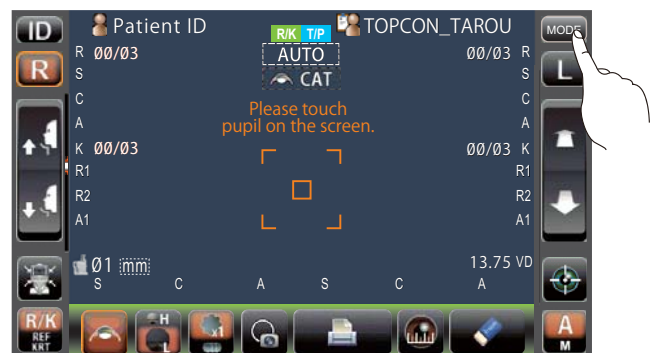 ID Patient ID R/K T/P TOPCON_TAROU MODE
R 00/03 AUTO 00/03 R
R S CAT S L
C Please touch C
A pupil on the screen. A
K 00/03 00/03 K
R1 R1
R2 R2
A1 A1
Ø1 mm 13.75 VD
S C A S C A
R/K REF KRT H L x1 A M